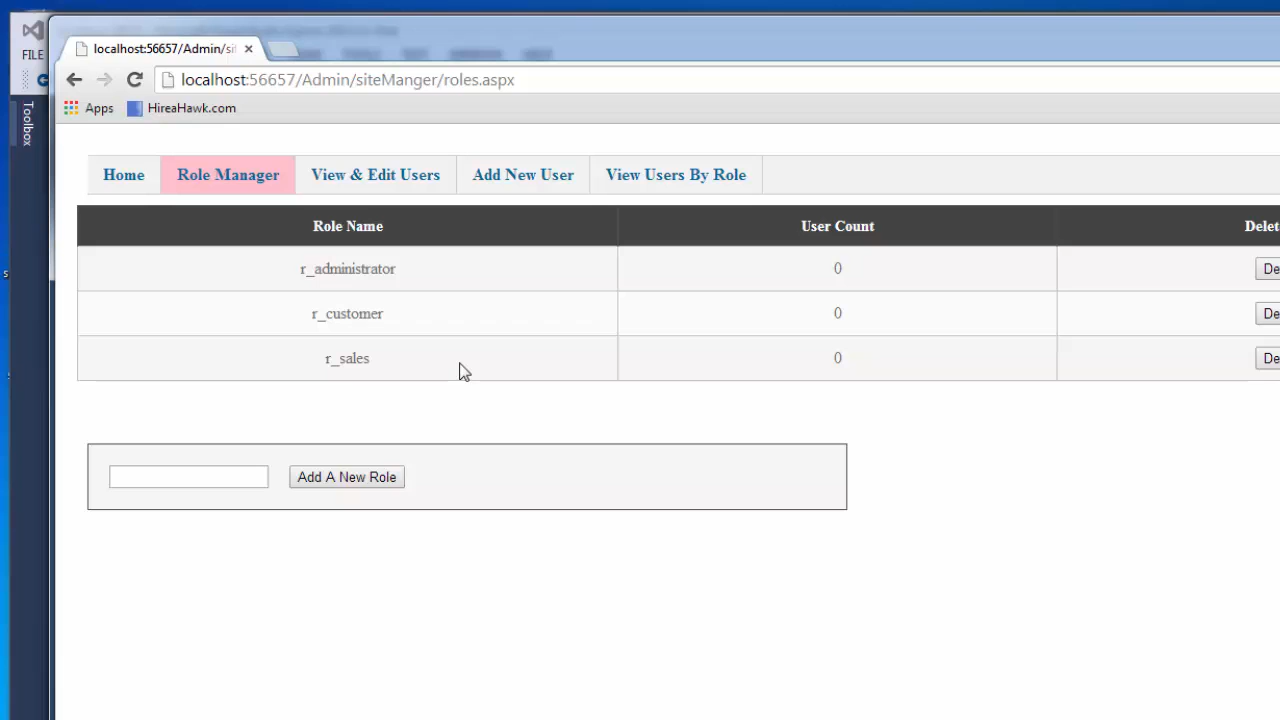 localhost:56657/Admin/si
FILE
localhost:56657/Admin/siteManger/roles.aspx
Apps HireaHawk.com
Toolbox
Home Role Manager View & Edit Users Add New User View Users By Role
Role Name User Count Delet
r_administrator 0 De
r_customer 0 De
r_sales 0 De
Add A New Role